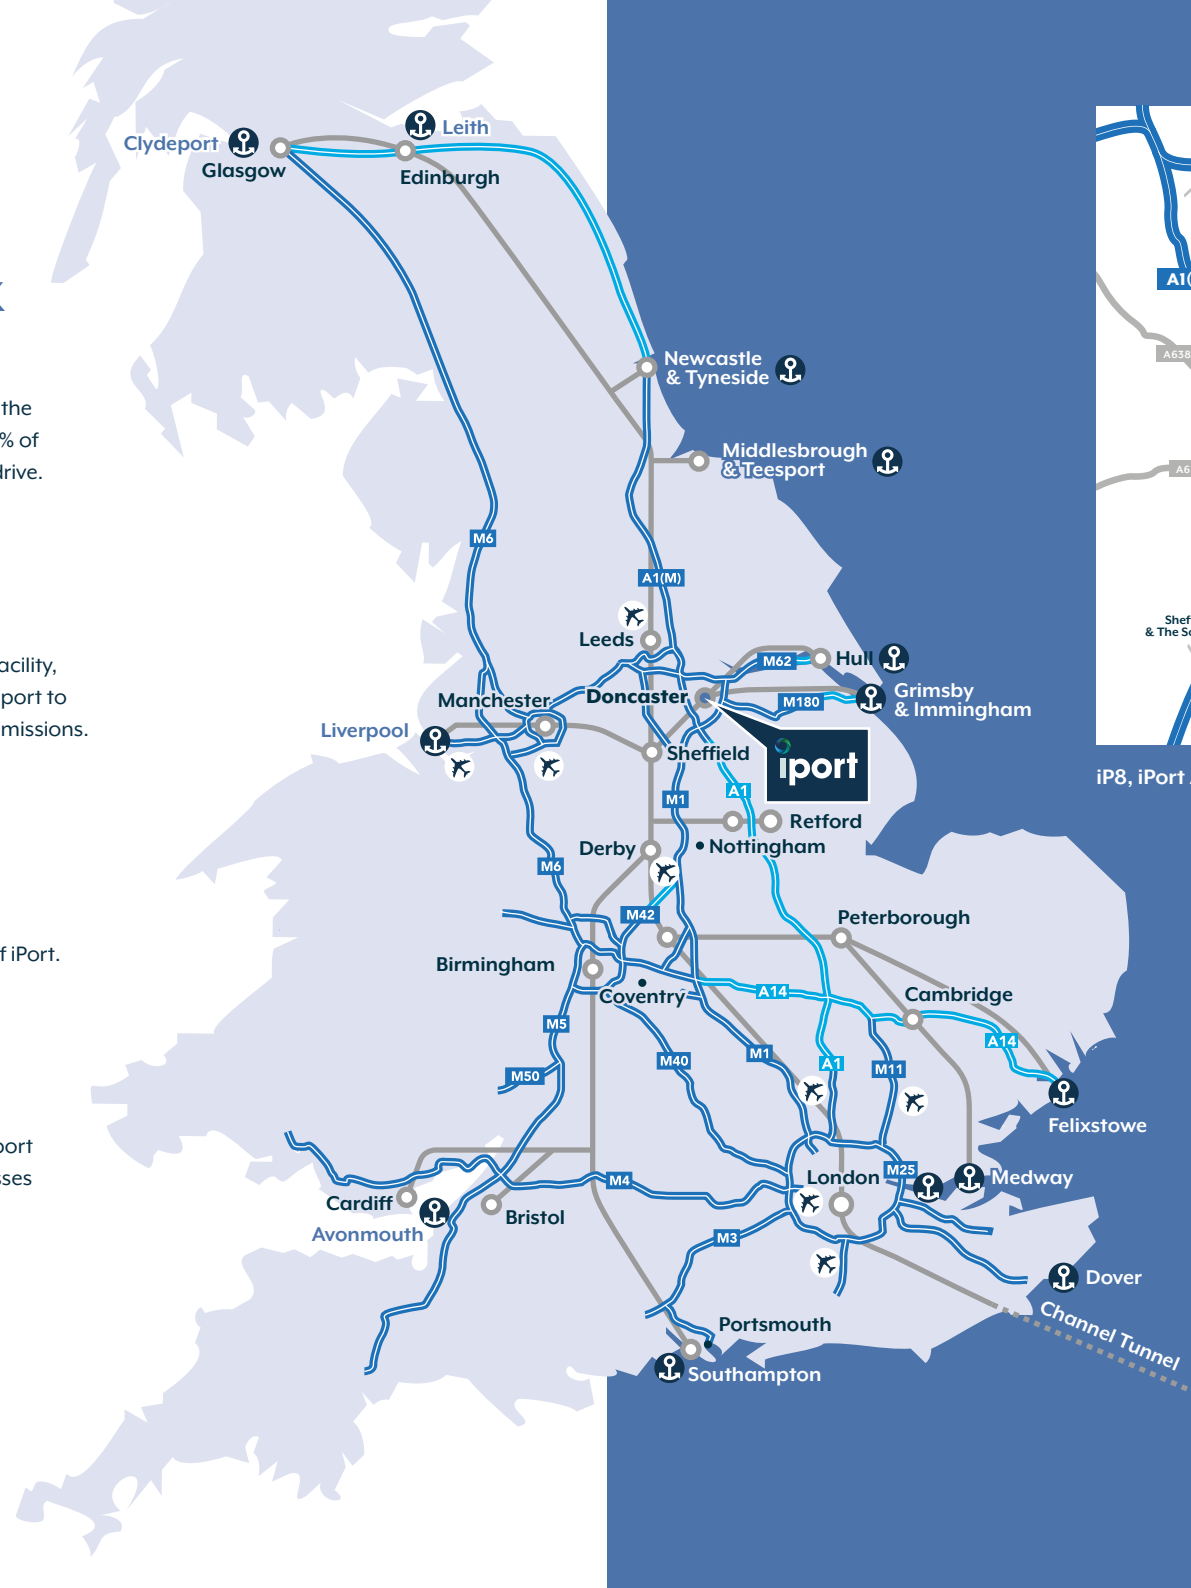 the
% of
drive.
acility,
port to
missions.
f iPort.
port
sses
Clydeport
Glasgow
Leith
Edinburgh
Newcastle
& Tyneside
Middlesbrough
& Teesport
M6
A1(M)
Leeds
M62
Hull
Manchester
Doncaster
M180
Grimsby
& Immingham
Liverpool
Sheffield
iport
M1
A1
Retford
Derby
Nottingham
M6
M42
Peterborough
Birmingham
Coventry
A14
Cambridge
M5
M40
M1
A1
M11
A14
M50
Felixstowe
M4
London
M25
Medway
Cardiff
Bristol
Avonmouth
M3
Dover
Portsmouth
Channel Tunnel
Southampton
A1(
A638
A6
Shef
& The So
iP8, iPort